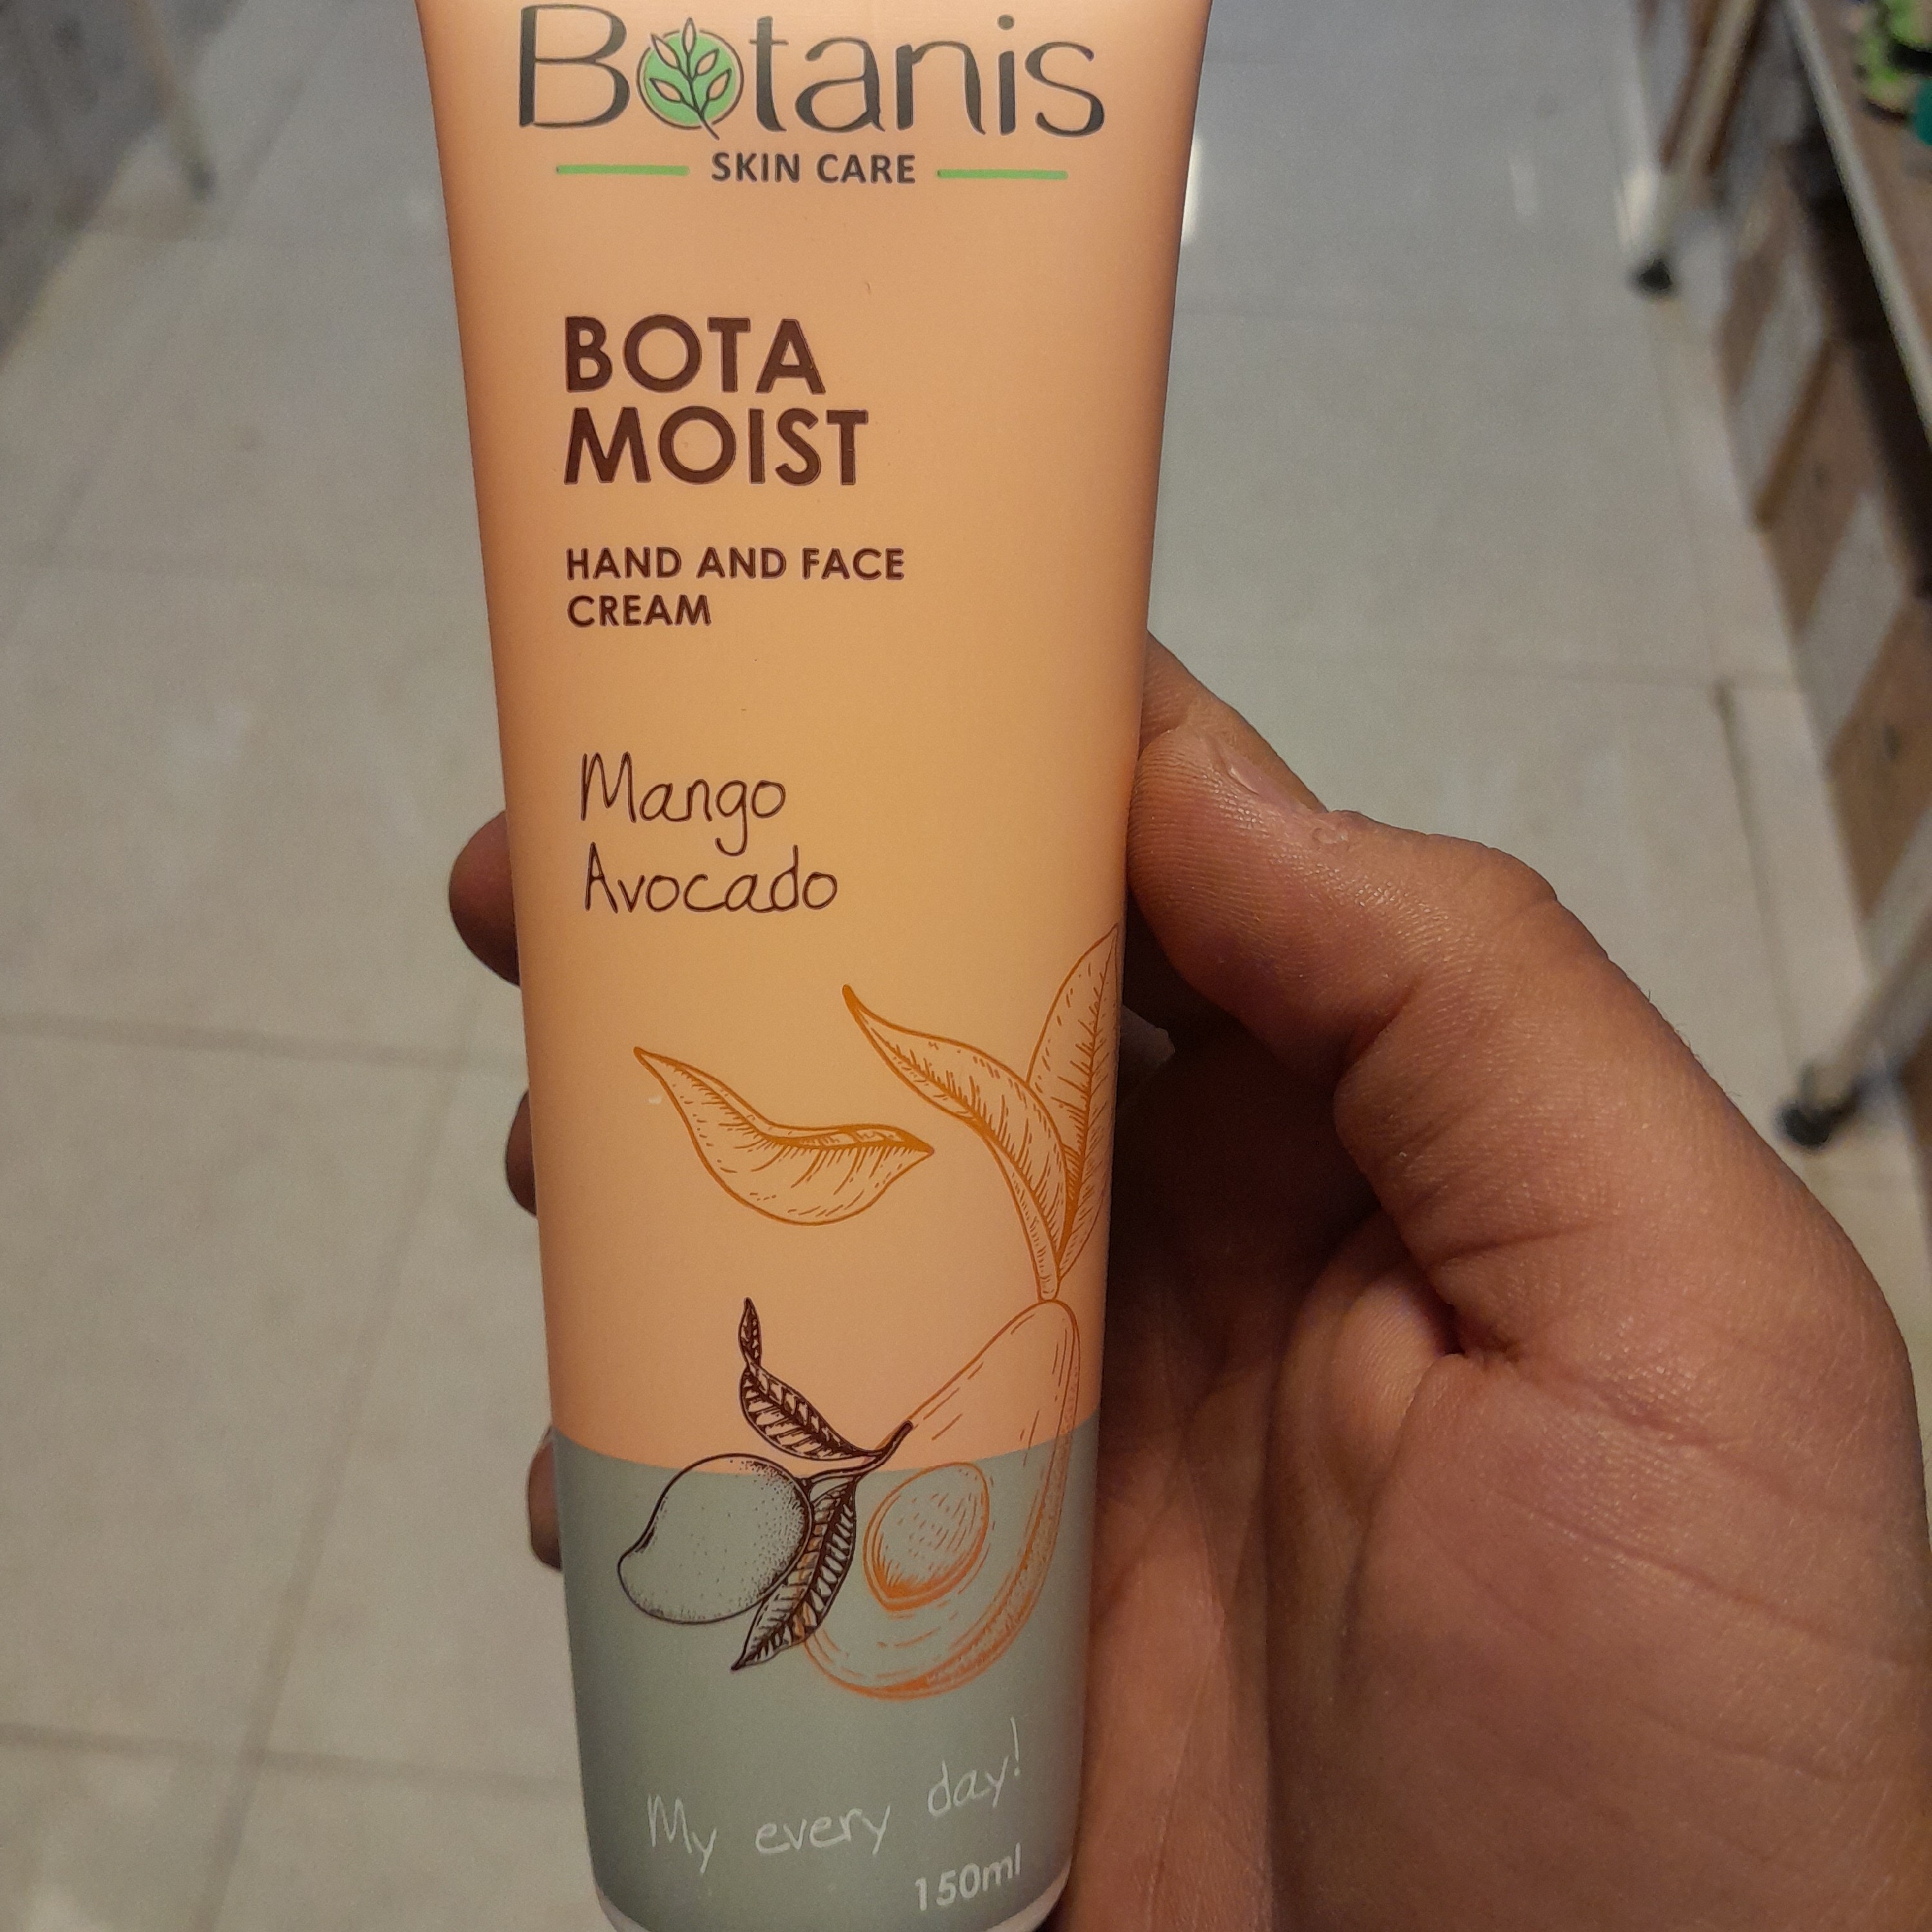 Botanis
SKIN CARE
BOTA
MOIST
HAND AND FACE
CREAM
Mango
Avocado
My every day!
150ml